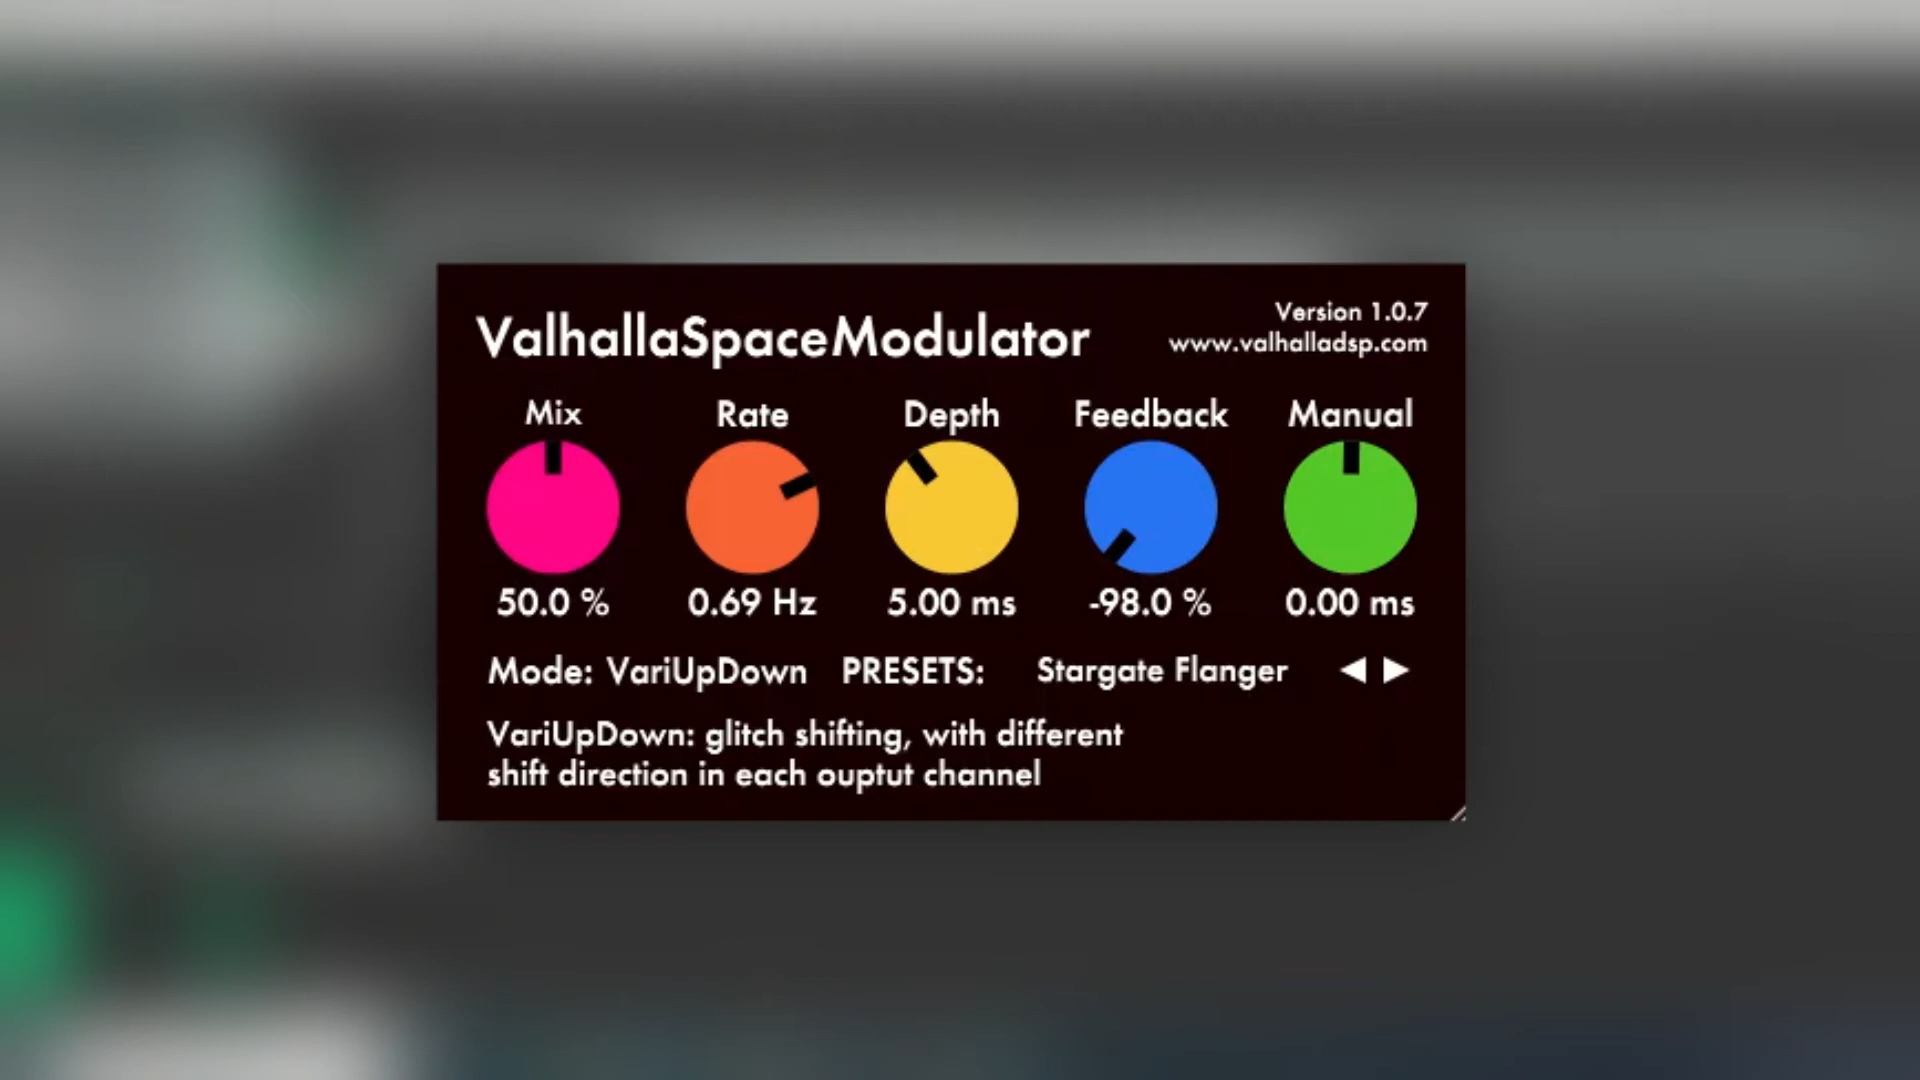 ValhallaSpaceModulator
Version 1.0.7
www.valhalladsp.com
Mix Rate Depth Feedback Manual
50.0 % 0.69 Hz 5.00 ms -98.0 % 0.00 ms
Mode: VariUpDown PRESETS: Stargate Flanger
VariUpDown: glitch shifting, with different
shift direction in each ouptut channel